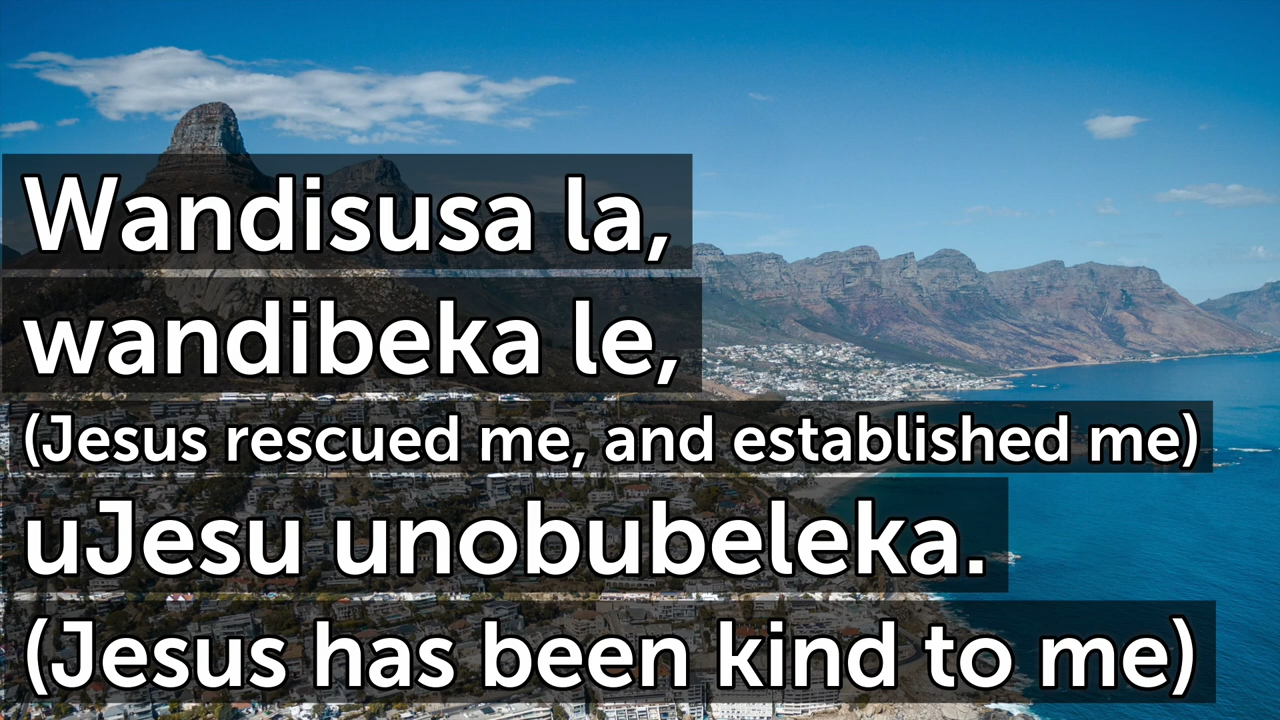 Wandisusa la,
wandibeka le,
(Jesus rescued me, and established me)
uJesu unobubeleka.
(Jesus has been kind to me)